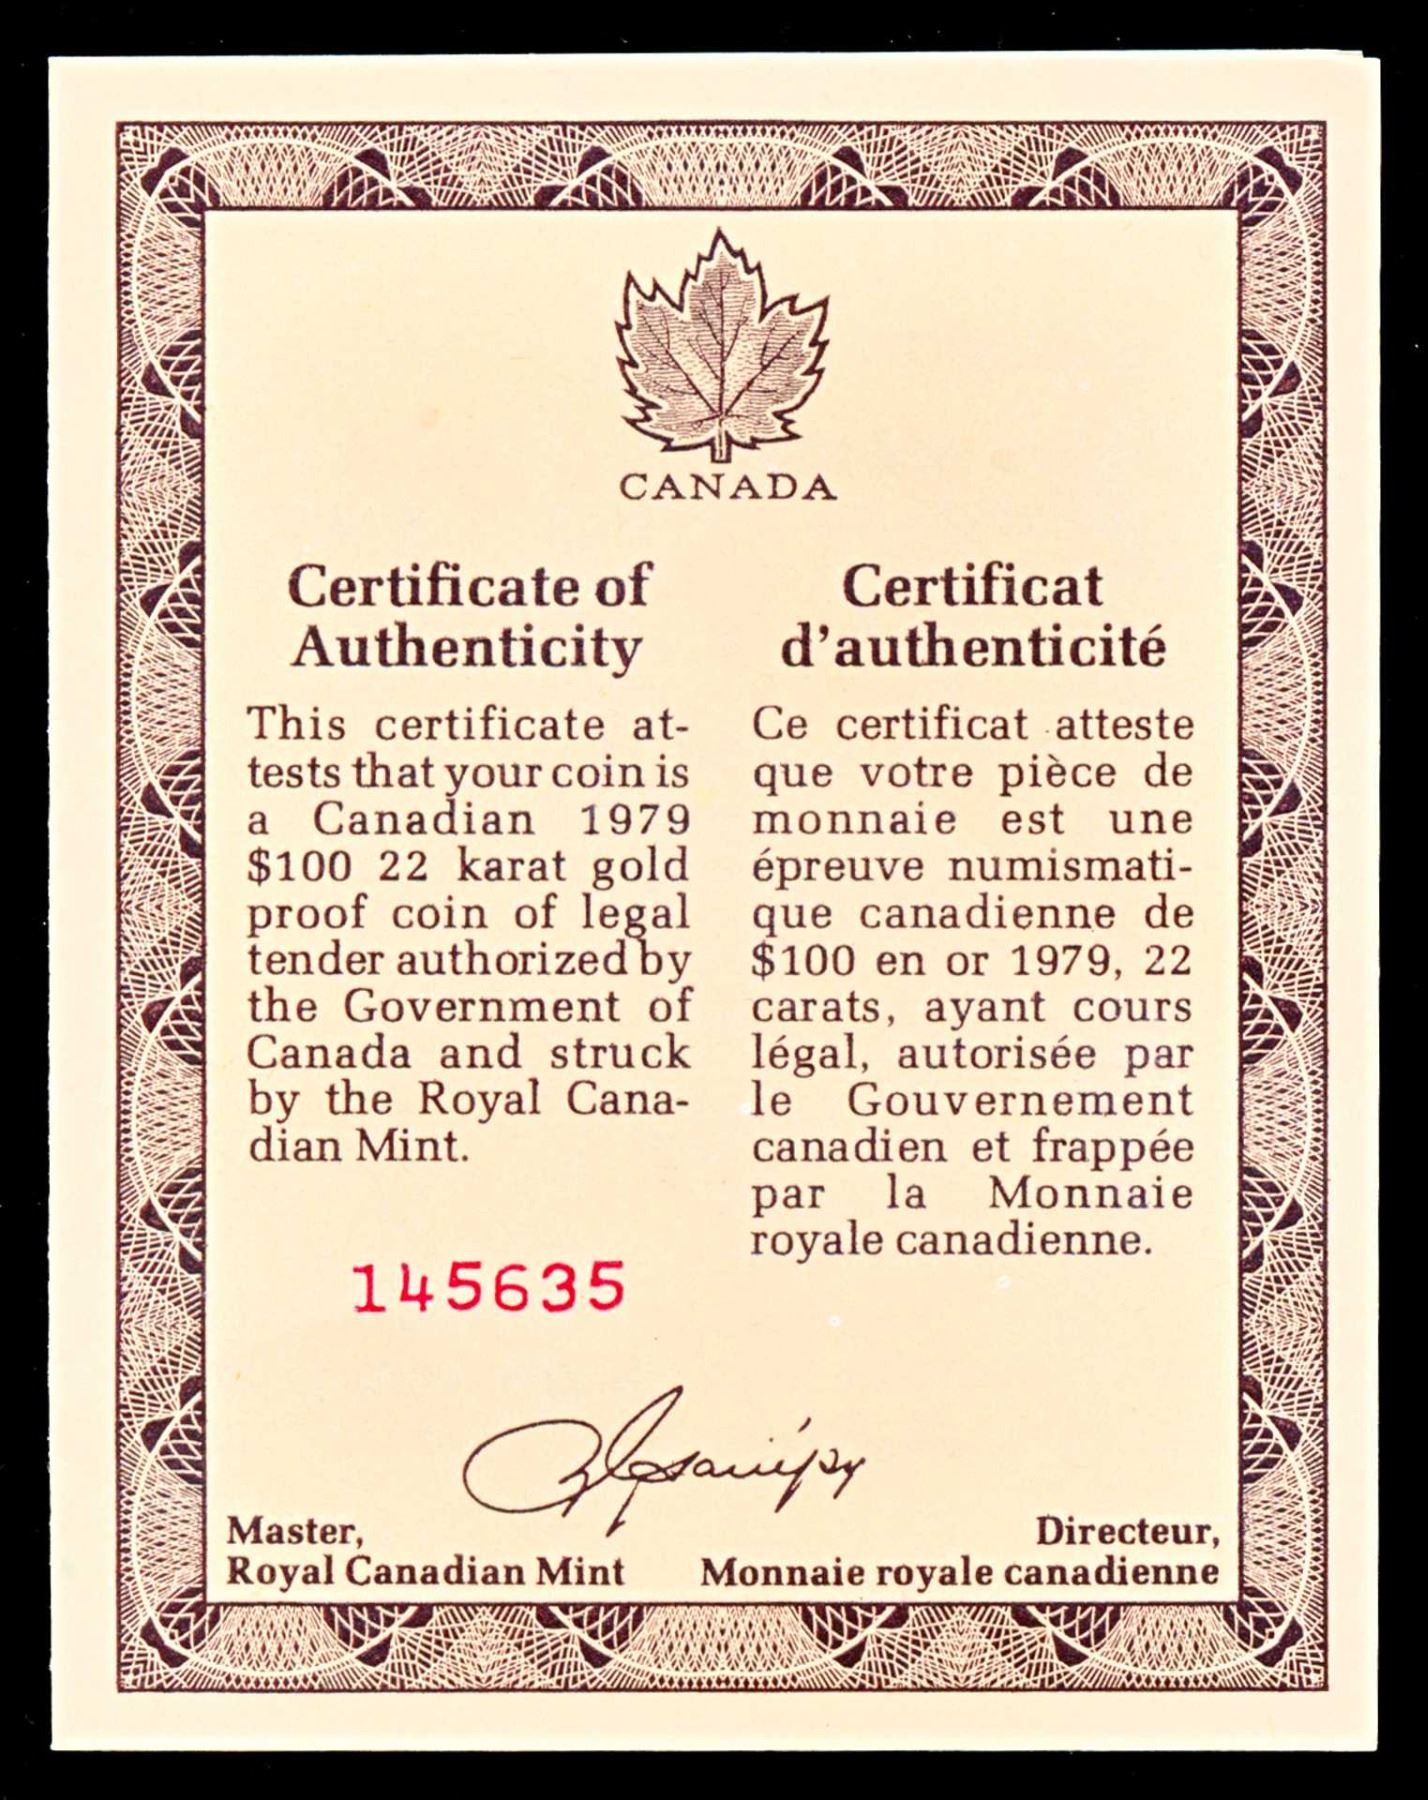 CANADA
Certificate of
Authenticity
This certificate at-
tests that your coin is
a Canadian 1979
$100 22 karat gold
proof coin of legal
tender authorized by
the Government of
Canada and struck
by the Royal Cana-
dian Mint.
145635
Certificat
d'authenticité
Ce certificat atteste
que votre pièce de
monnaie est une
épreuve numismati-
que canadienne de
$100 en or 1979, 22
carats, ayant cours
légal, autorisée par
le Gouvernement
canadien et frappée
par la Monnaie
royale canadienne.
Master,
Royal Canadian Mint
Directeur,
Monnaie royale canadienne